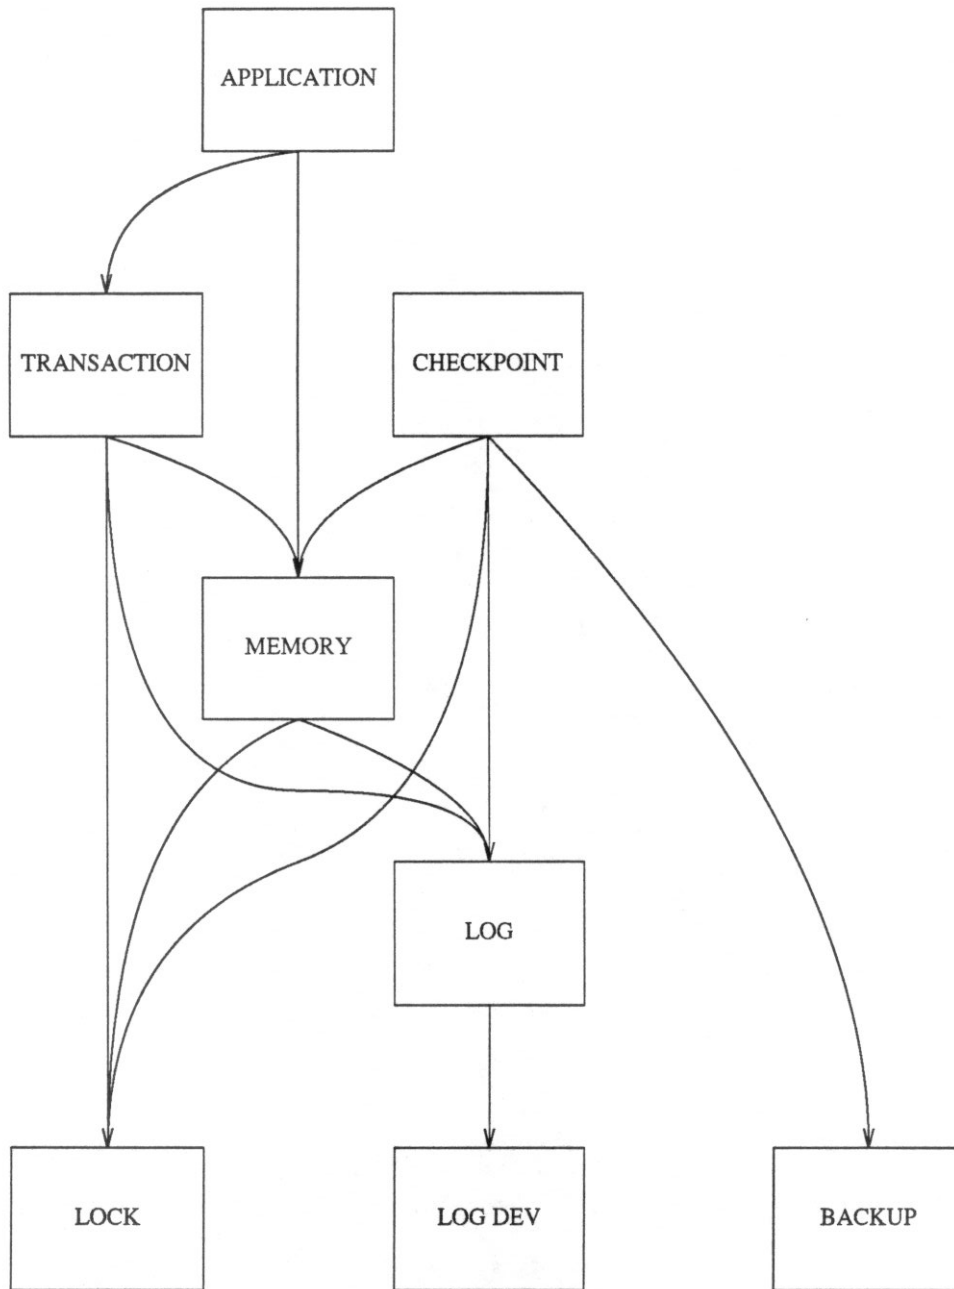 APPLICATION
TRANSACTION
CHECKPOINT
MEMORY
LOG
LOCK
LOG DEV
BACKUP